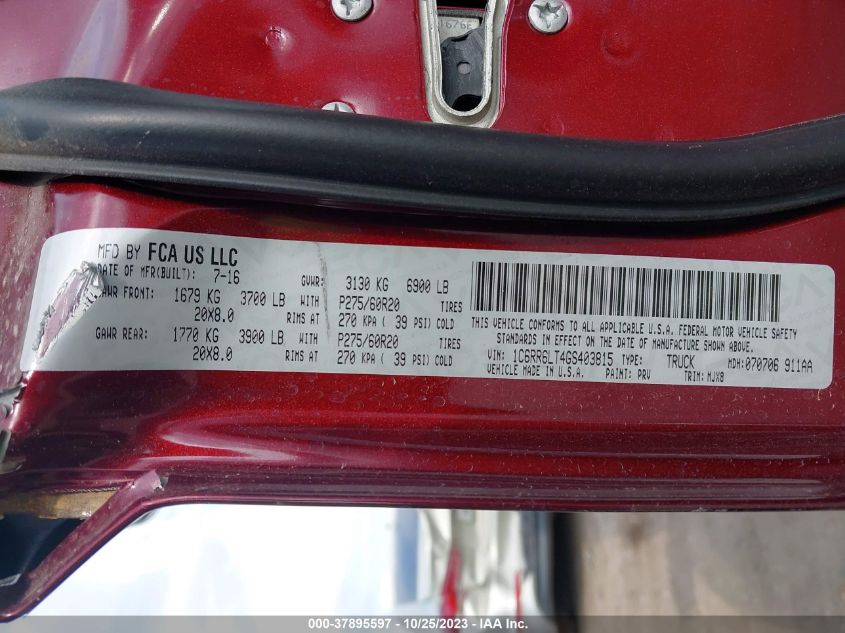 MFD BY FCA US LLC
DATE OF MFR(BUILT): 7-16 GVWR: 3130 KG 6900 LB
GAWR FRONT: 1679 KG 3700 LB WITH P275/60R20 TIRES
20X8.0 RIMS AT 270 KPA ( 39 PSI) COLD
GAWR REAR: 1770 KG 3900 LB WITH P275/60R20 TIRES
20X8.0 RIMS AT 270 KPA ( 39 PSI) COLD
THIS VEHICLE CONFORMS TO ALL APPLICABLE U.S.A. FEDERAL MOTOR VEHICLE SAFETY
STANDARDS IN EFFECT ON THE DATE OF MANUFACTURE SHOWN ABOVE.
VIN: 1C6RR6LT4GS403815 TYPE: TRUCK MDH:070706 911AA
VEHICLE MADE IN U.S.A. PAINT: PRV TRIM: MJX8
000-37895597 - 10/25/2023 - IAA Inc.